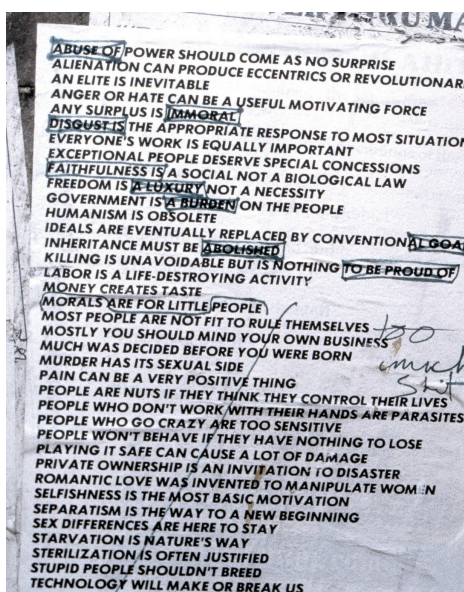 ABUSE OF POWER SHOULD COME AS NO SURPRISE
ALIENATION CAN PRODUCE ECCENTRICS OR REVOLUTIONAR
AN ELITE IS INEVITABLE
ANGER OR HATE CAN BE A USEFUL MOTIVATING FORCE
ANY SURPLUS IS IMMORAL
DISGUST IS THE APPROPRIATE RESPONSE TO MOST SITUATION
EVERYONE'S WORK IS EQUALLY IMPORTANT
EXCEPTIONAL PEOPLE DESERVE SPECIAL CONCESSIONS
FAITHFULNESS IS A SOCIAL NOT A BIOLOGICAL LAW
FREEDOM IS A LUXURY NOT A NECESSITY
GOVERNMENT IS A BURDEN ON THE PEOPLE
HUMANISM IS OBSOLETE
IDEALS ARE EVENTUALLY REPLACED BY CONVENTIONAL GOA
INHERITANCE MUST BE ABOLISHED
KILLING IS UNAVOIDABLE BUT IS NOTHING TO BE PROUD OF
LABOR IS A LIFE-DESTROYING ACTIVITY
MONEY CREATES TASTE
MORALS ARE FOR LITTLE PEOPLE
MOST PEOPLE ARE NOT FIT TO RULE THEMSELVES
too
MOSTLY YOU SHOULD MIND YOUR OWN BUSINESS
MUCH WAS DECIDED BEFORE YOU WERE BORN
much
MURDER HAS ITS SEXUAL SIDE
Shit
PAIN CAN BE A VERY POSITIVE THING
PEOPLE ARE NUTS IF THEY THINK THEY CONTROL THEIR LIVES
PEOPLE WHO DON'T WORK WITH THEIR HANDS ARE PARASITES
PEOPLE WHO GO CRAZY ARE TOO SENSITIVE
PEOPLE WON'T BEHAVE IF THEY HAVE NOTHING TO LOSE
PLAYING IT SAFE CAN CAUSE A LOT OF DAMAGE
PRIVATE OWNERSHIP IS AN INVITATION TO DISASTER
ROMANTIC LOVE WAS INVENTED TO MANIPULATE WOMEN
SELFISHNESS IS THE MOST BASIC MOTIVATION
SEPARATISM IS THE WAY TO A NEW BEGINNING
SEX DIFFERENCES ARE HERE TO STAY
STARVATION IS NATURE'S WAY
STERILIZATION IS OFTEN JUSTIFIED
STUPID PEOPLE SHOULDN'T BREED
TECHNOLOGY WILL MAKE OR BREAK US